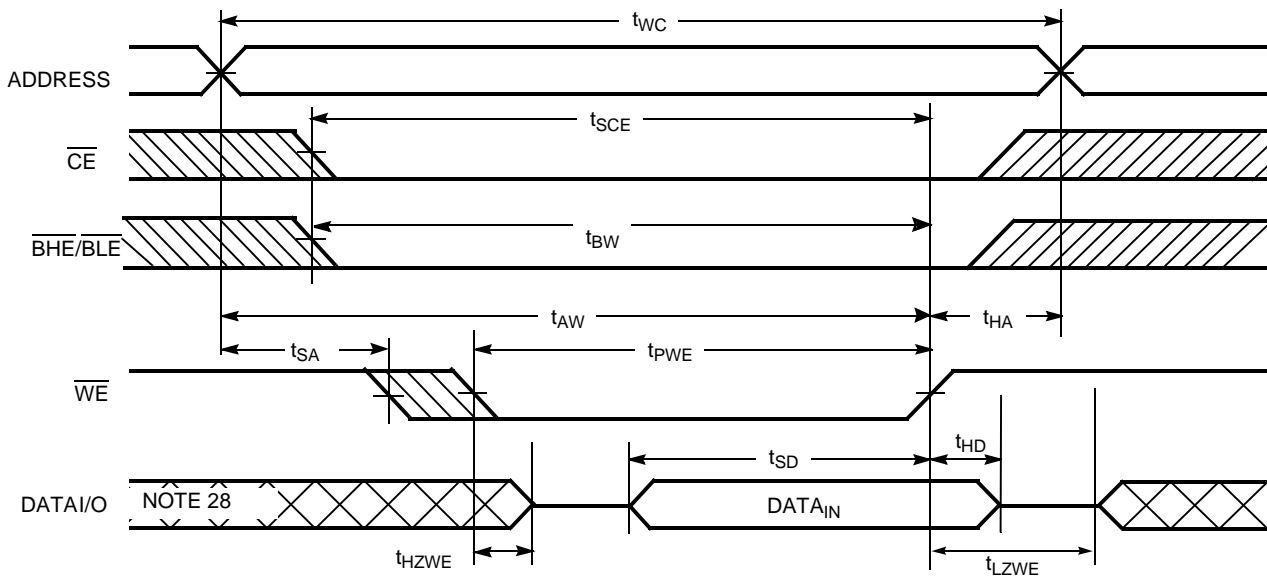 tWC
ADDRESS
tSCE
CE
tBW
BHE/BLE
tAW
tHA
tSA
tPWE
WE
tSD
tHD
DATAI/O
NOTE 28
DATAIN
tHZWE
tLZWE